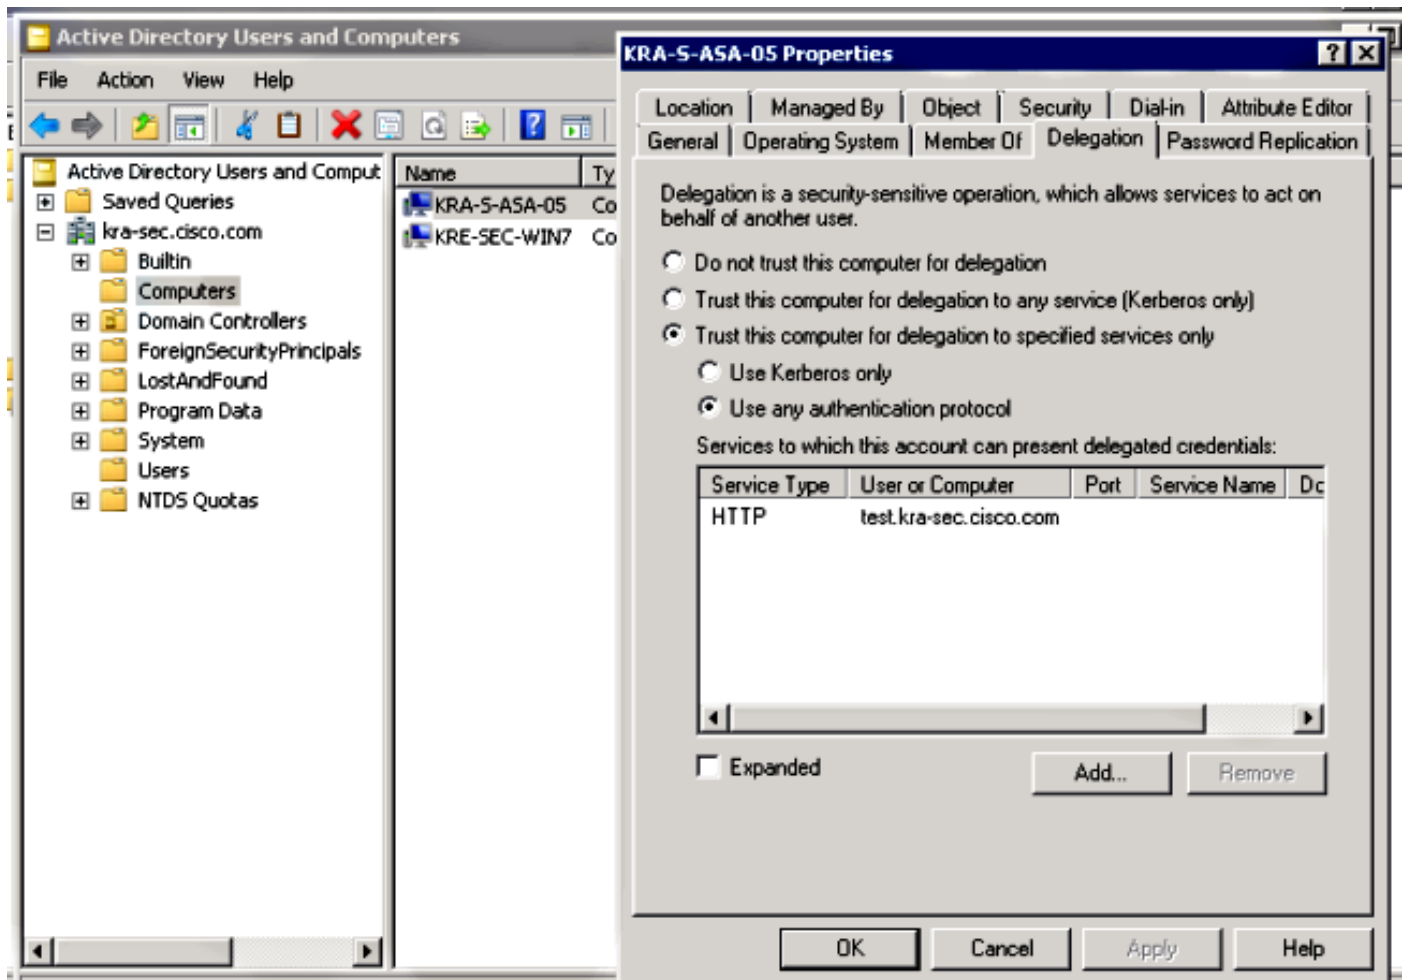 Active Directory Users and Computers
File Action View Help
Active Directory Users and Comput
Saved Queries
kra-sec.cisco.com
Builtin
Computers
Domain Controllers
ForeignSecurityPrincipals
LostAndFound
Program Data
System
Users
NTDS Quotas
Name Ty
KRA-S-ASA-05 Co
KRE-SEC-WIN7 Co
KRA-S-ASA-05 Properties
Location Managed By Object Security Dial-in Attribute Editor
General Operating System Member Of Delegation Password Replication
Delegation is a security-sensitive operation, which allows services to act on
behalf of another user.
Do not trust this computer for delegation
Trust this computer for delegation to any service (Kerberos only)
Trust this computer for delegation to specified services only
Use Kerberos only
Use any authentication protocol
Services to which this account can present delegated credentials:
Service Type User or Computer Port Service Name Dc
HTTP test.kra-sec.cisco.com
Expanded Add... Remove
OK Cancel Apply Help